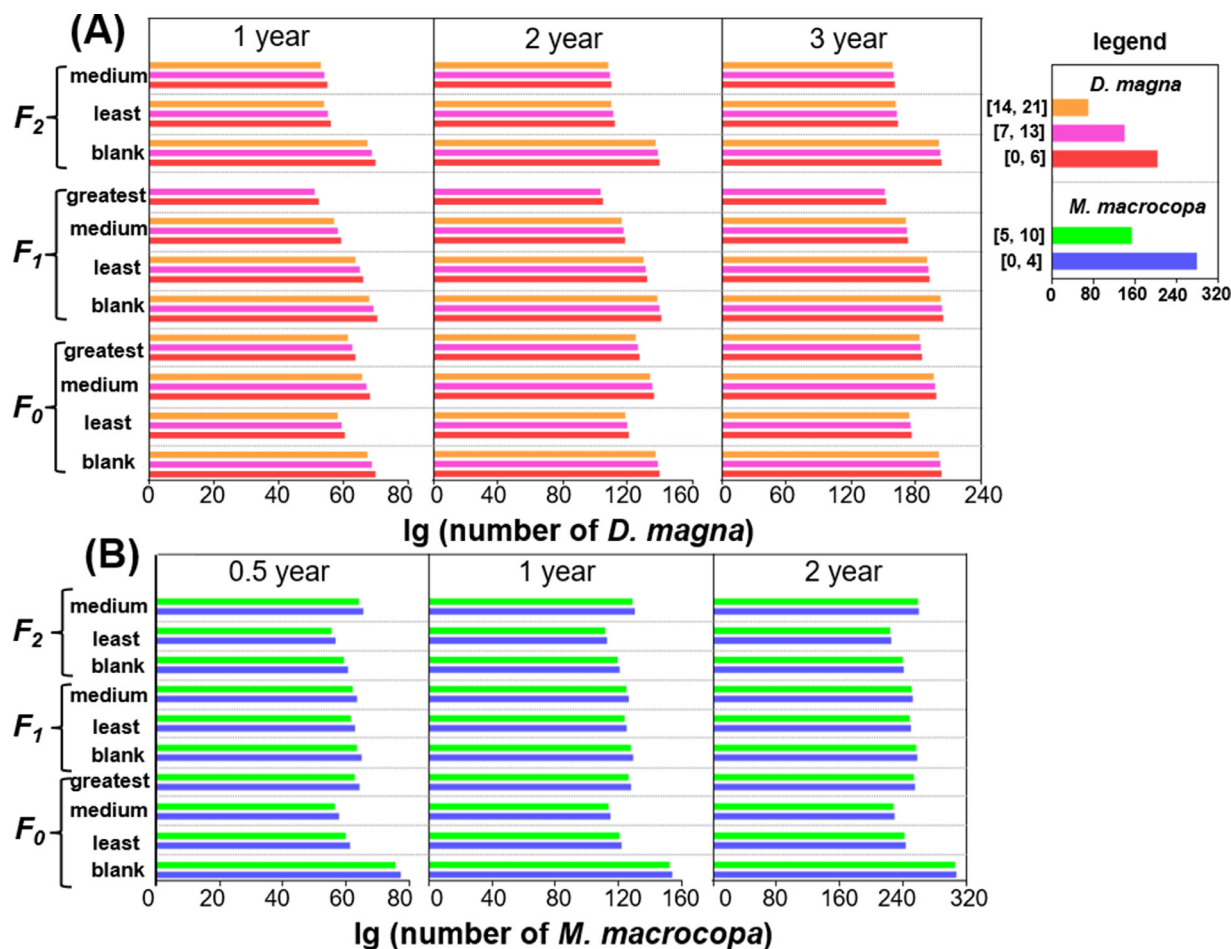 (A)
1 year 2 year 3 year
F2
medium
least
blank
F1
greatest
medium
least
blank
F0
greatest
medium
least
blank
0 20 40 60 80 0 40 80 120 160 0 60 120 180 240
lg (number of D. magna)
legend
D. magna
[14, 21]
[7, 13]
[0, 6]
M. macrocopa
[5, 10]
[0, 4]
0 80 160 240 320
(B)
0.5 year 1 year 2 year
F2
medium
least
blank
F1
medium
least
blank
F0
greatest
medium
least
blank
0 20 40 60 80 0 40 80 120 160 0 80 160 240 320
lg (number of M. macrocopa)